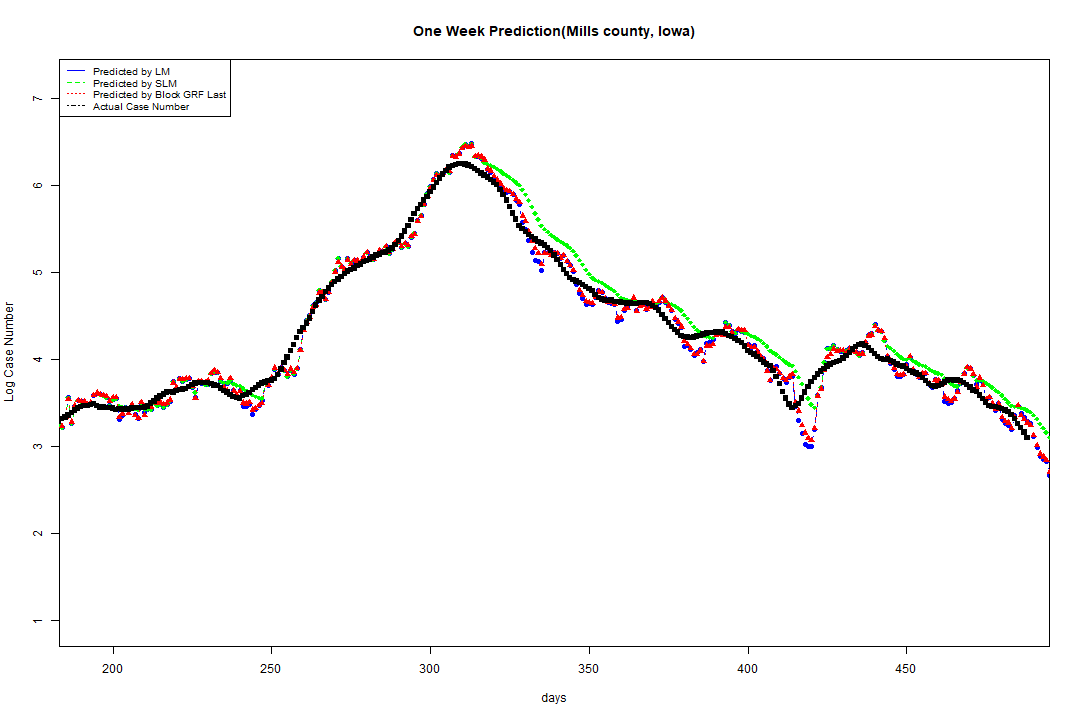 One Week Prediction(Mills county, Iowa)
Predicted by LM
Predicted by SLM
Predicted by Block GRF Last
Actual Case Number
7
6
5
4
3
2
1
Log Case Number
200 250 300 350 400 450
days